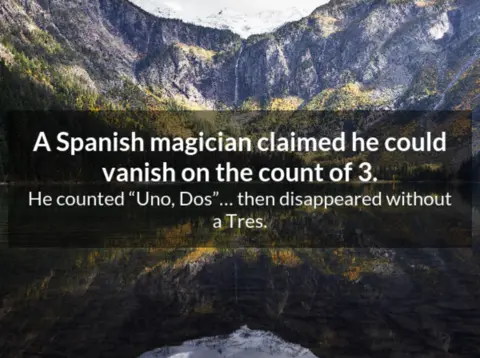 A Spanish magician claimed he could
vanish on the count of 3.
He counted “Uno, Dos”... then disappeared without
a Tres.